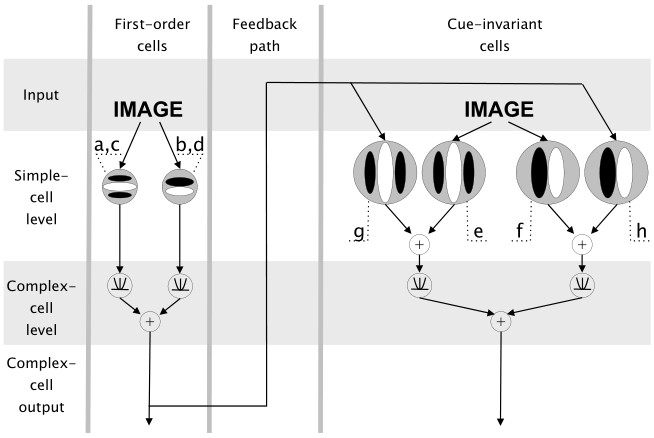 First-order
cells
Feedback
path
Cue-invariant
cells
Input
IMAGE
IMAGE
a,c
b,d
Simple-
cell
level
g
e
f
h
+
+
Complex-
cell
level
+
+
Complex-
cell
output